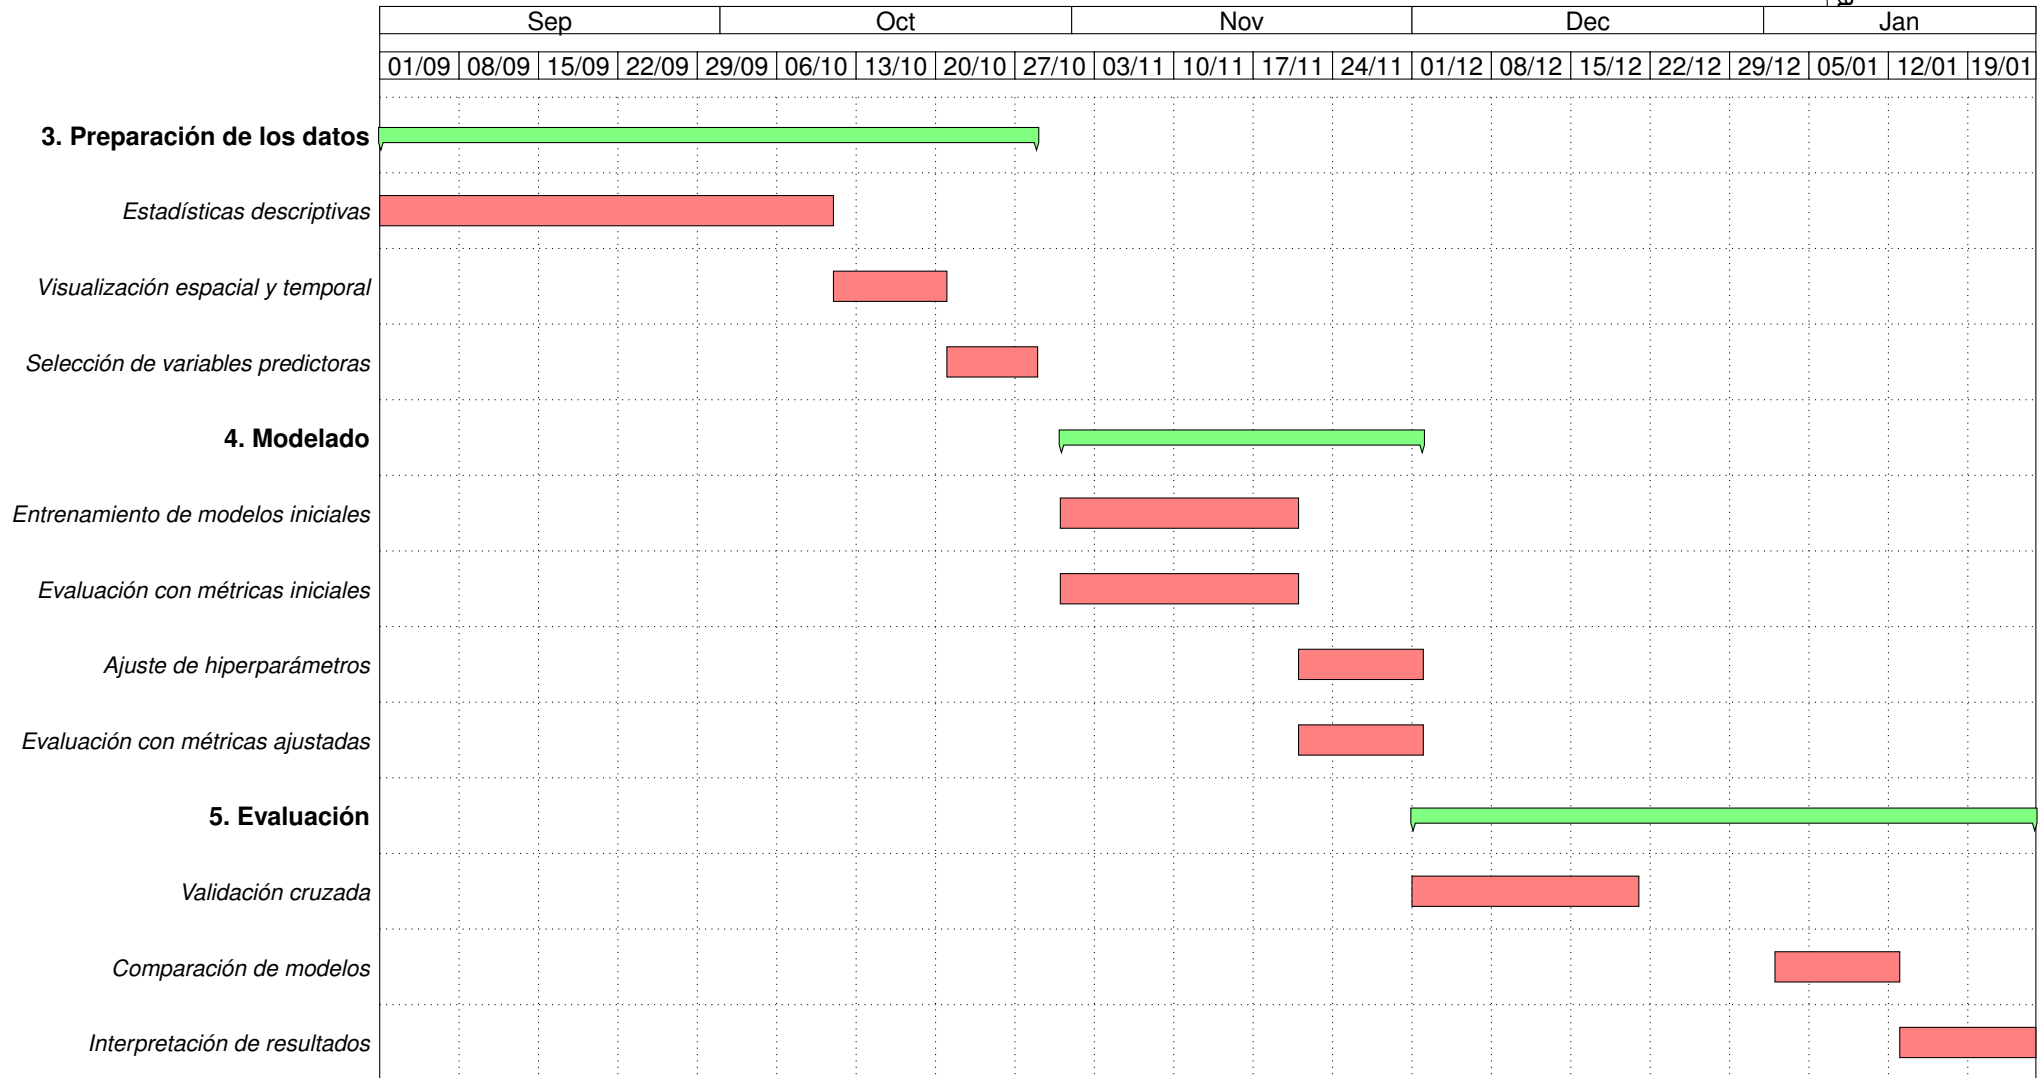 Sep Oct Nov Dec Jan
01/09 08/09 15/09 22/09 29/09 06/10 13/10 20/10 27/10 03/11 10/11 17/11 24/11 01/12 08/12 15/12 22/12 29/12 05/01 12/01 19/01
3. Preparación de los datos
Estadísticas descriptivas
Visualización espacial y temporal
Selección de variables predictoras
4. Modelado
Entrenamiento de modelos iniciales
Evaluación con métricas iniciales
Ajuste de hiperparámetros
Evaluación con métricas ajustadas
5. Evaluación
Validación cruzada
Comparación de modelos
Interpretación de resultados